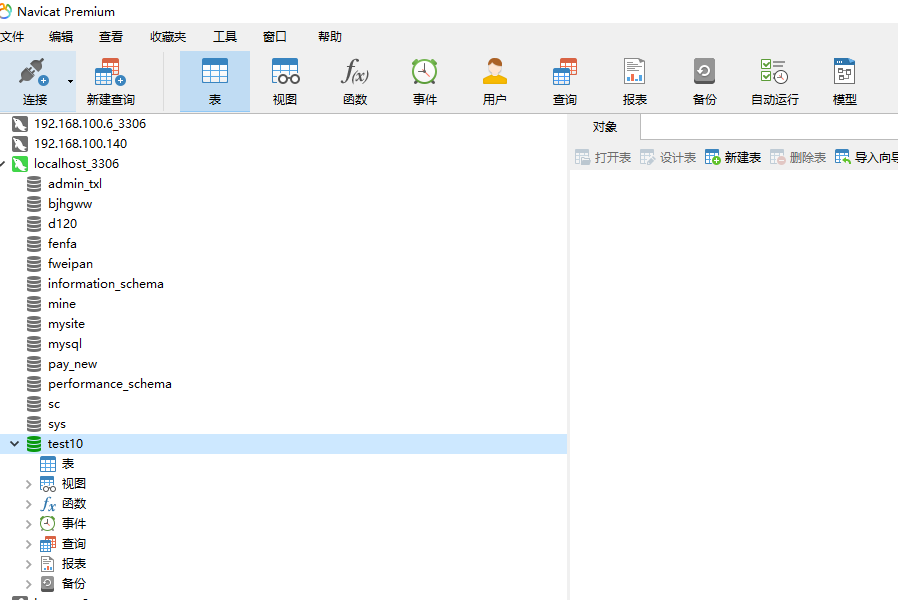 Navicat Premium
文件 编辑 查看 收藏夹 工具 窗口 帮助
连接 新建查询 表 视图 函数 事件 用户 查询 报表 备份 自动运行 模型
192.168.100.6_3306
192.168.100.140
localhost_3306
admin_txl
bjhgww
d120
fenfa
fweipan
information_schema
mine
mysite
mysql
pay_new
performance_schema
sc
sys
test10
表
视图
函数
事件
查询
报表
备份
对象
打开表 设计表 新建表 删除表 导入向导